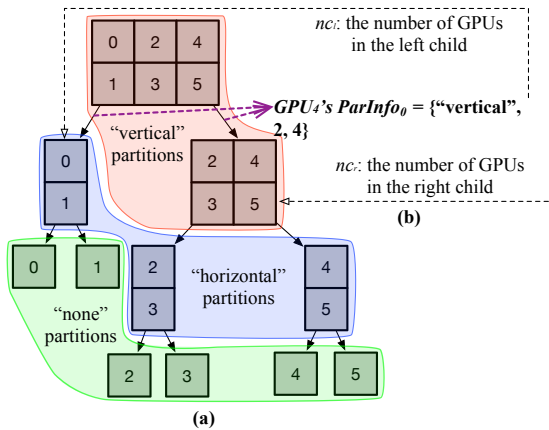 ncₗ: the number of GPUs
in the left child
0 2 4
1 3 5
GPU₄'s ParInfo₀ = {“vertical”,
2, 4}
“vertical”
partitions
0
1
2 4
3 5
ncᵣ: the number of GPUs
in the right child
(b)
0 1
2
3
“horizontal”
partitions
4
5
“none”
partitions
2 3
4 5
(a)